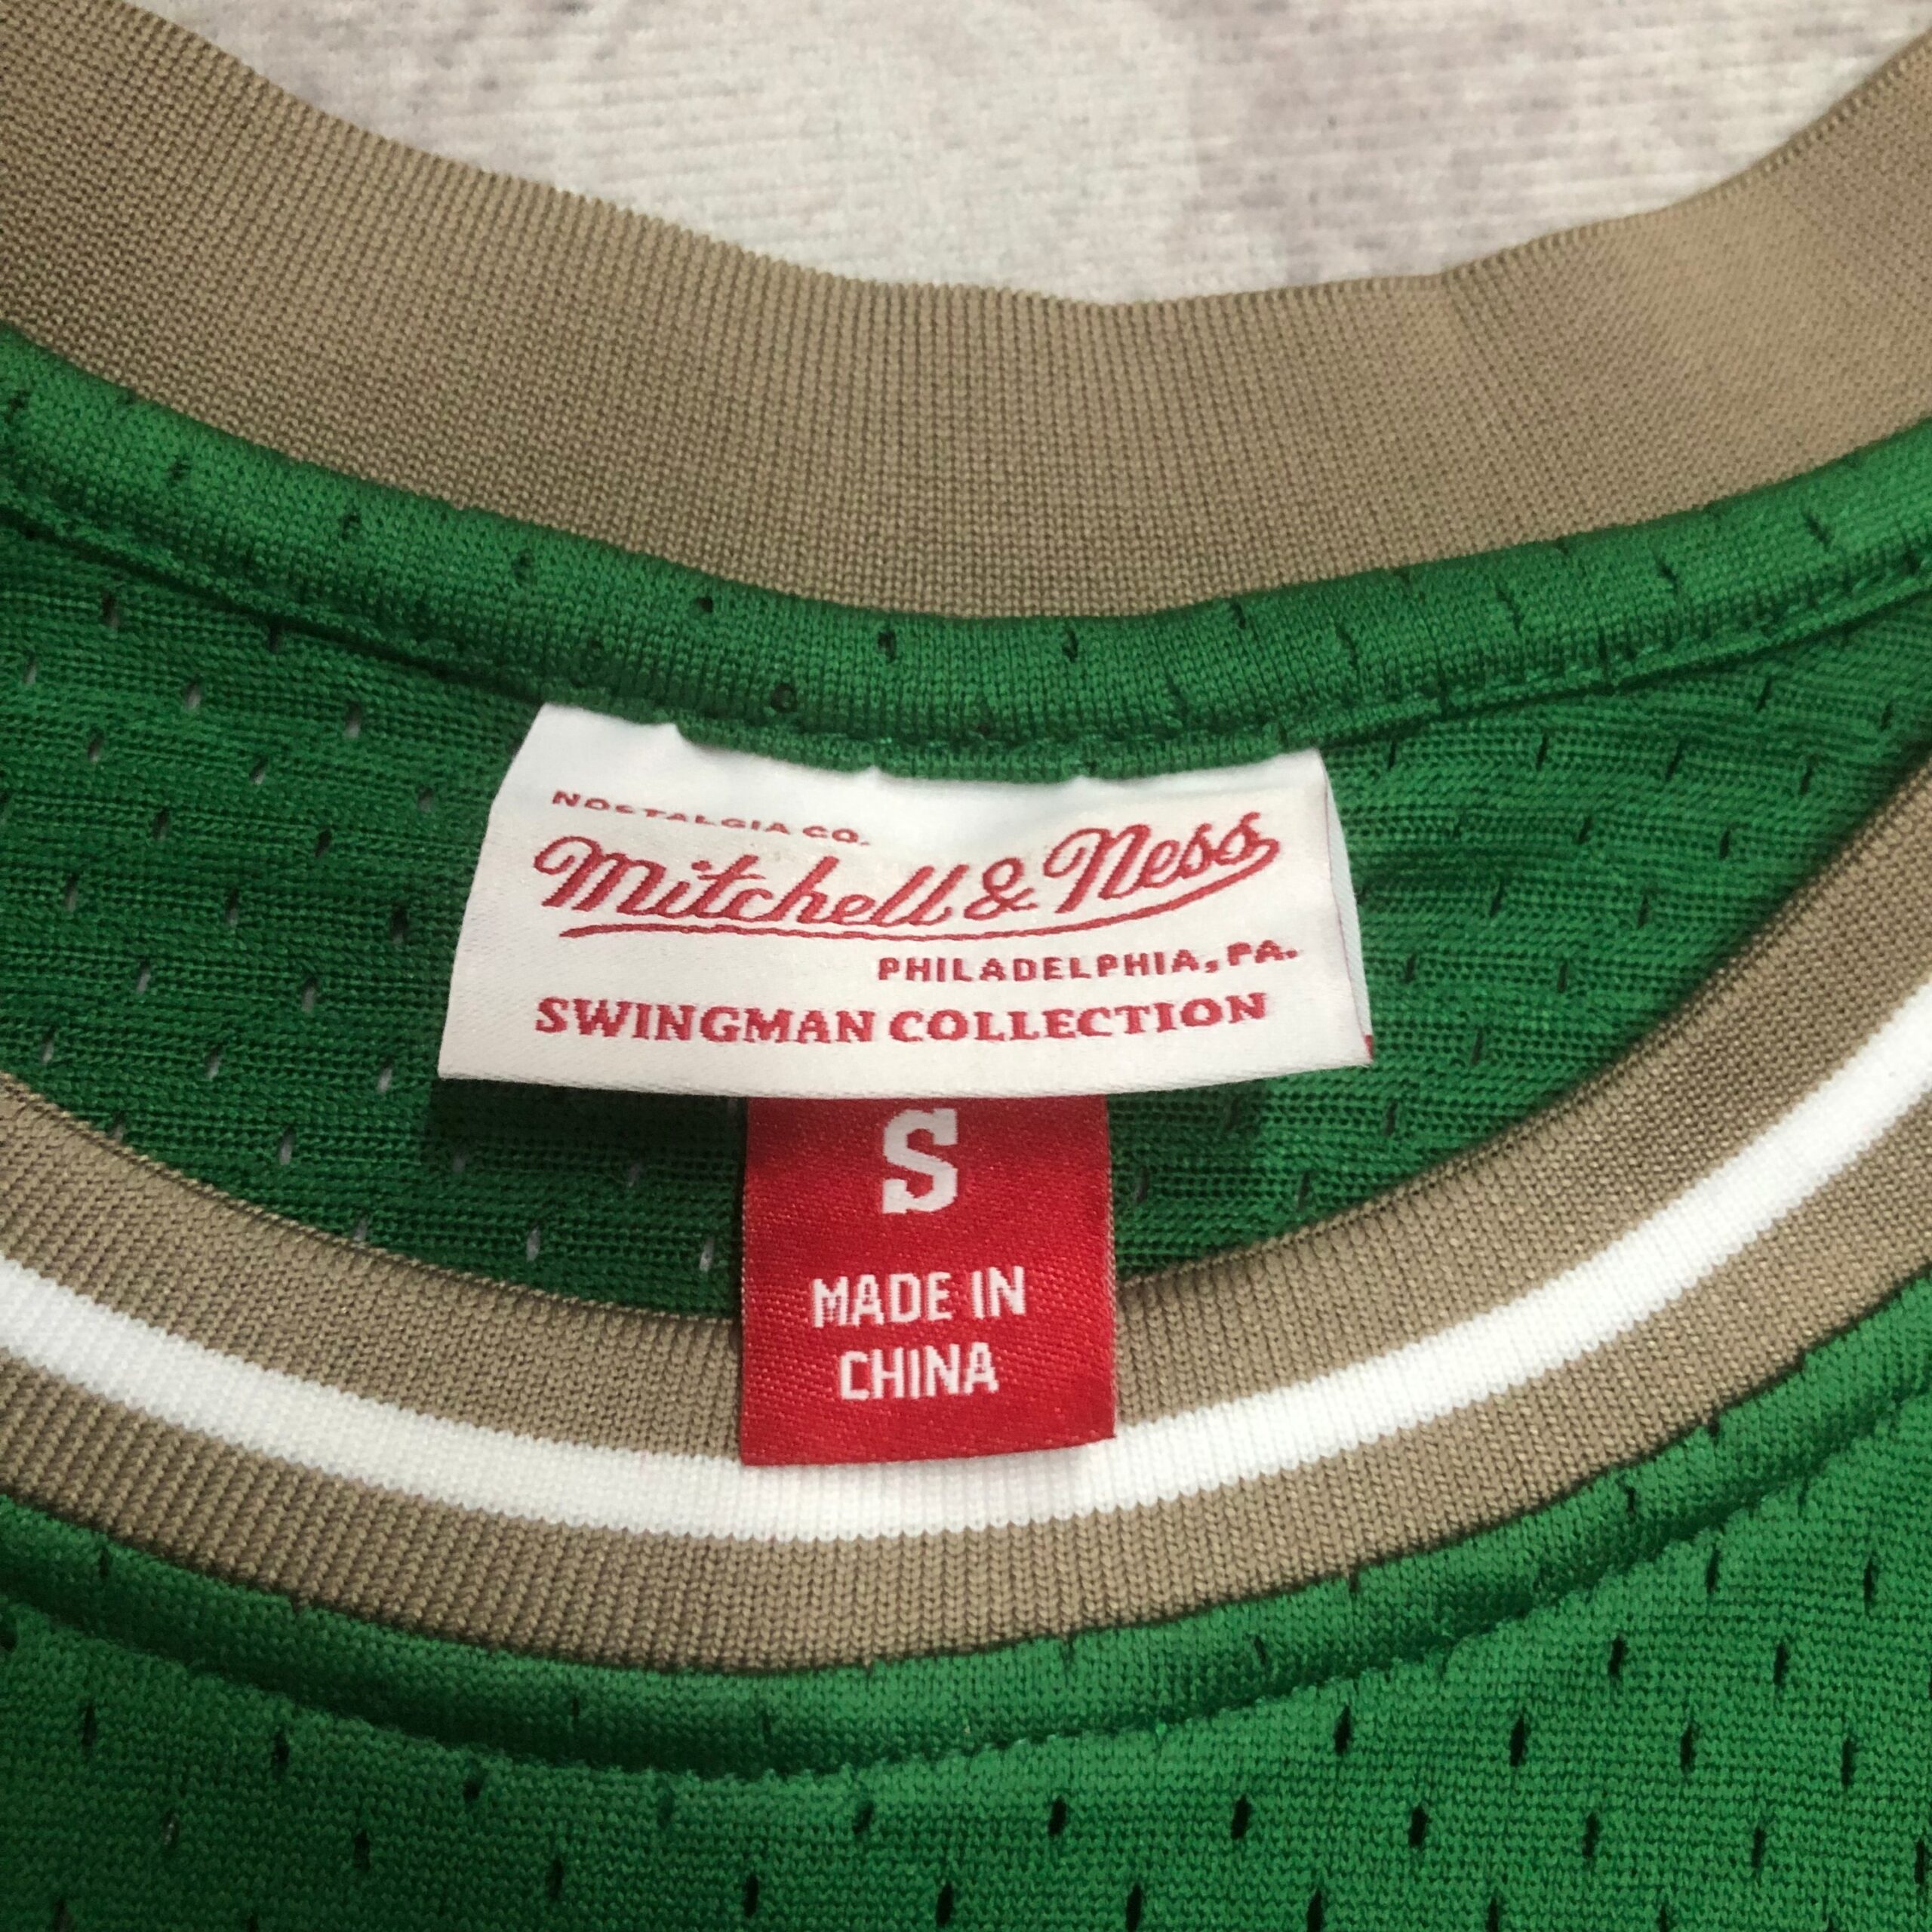 NOSTALGIA CO.
Mitchell & Ness
PHILADELPHIA, PA.
SWINGMAN COLLECTION
S
MADE IN
CHINA